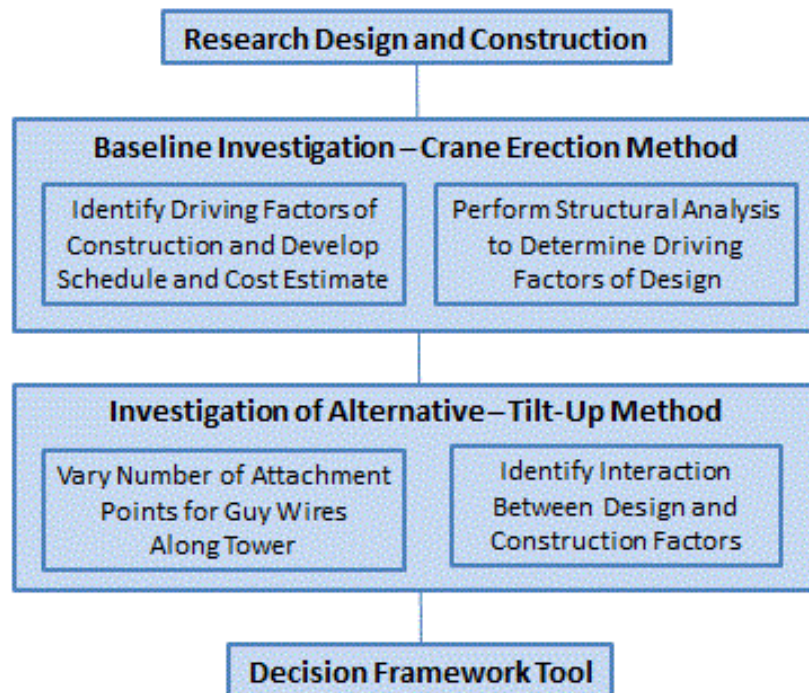 Research Design and Construction
Baseline Investigation – Crane Erection Method
Identify Driving Factors of
Construction and Develop
Schedule and Cost Estimate
Perform Structural Analysis
to Determine Driving
Factors of Design
Investigation of Alternative – Tilt-Up Method
Vary Number of Attachment
Points for Guy Wires
Along Tower
Identify Interaction
Between Design and
Construction Factors
Decision Framework Tool